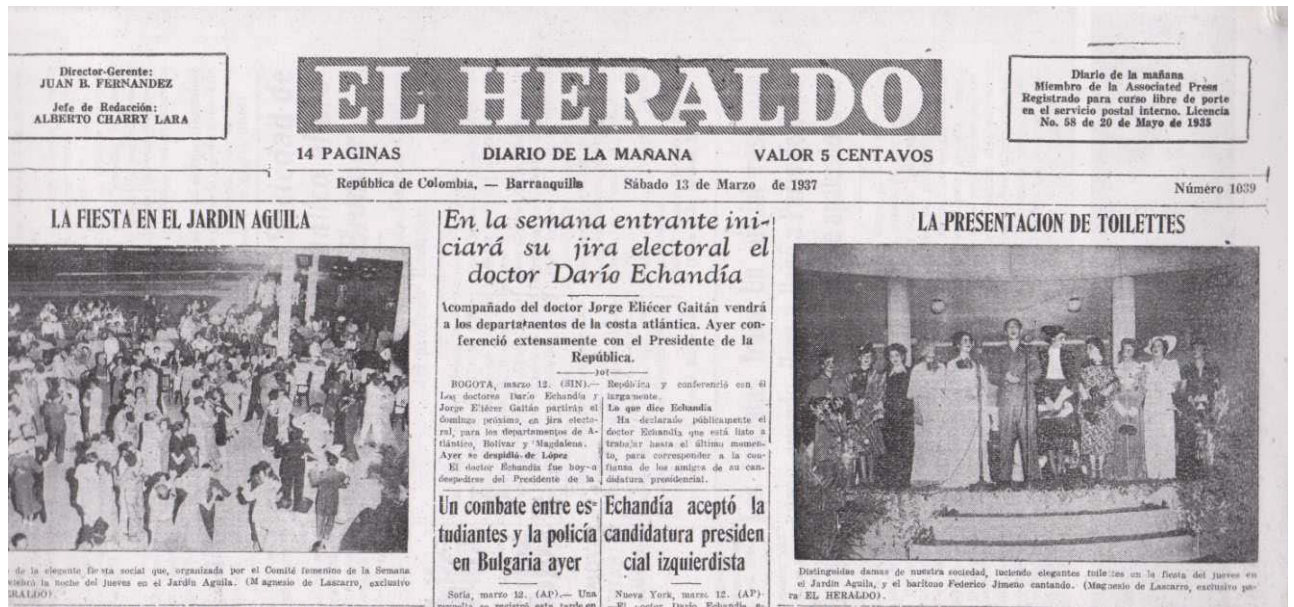 Director-Gerente:
JUAN B. FERNANDEZ
Jefe de Redacción:
ALBERTO CHARRY LARA
EL HERALDO
Diario de la mañana
Miembro de la Associated Press
Registrado para curso libre de porte
en el servicio postal interno. Licencia
No. 58 de 20 de Mayo de 1935
14 PAGINAS DIARIO DE LA MAÑANA VALOR 5 CENTAVOS
República de Colombia, — Barranquilla Sábado 13 de Marzo de 1937
Número 1039
LA FIESTA EN EL JARDIN AGUILA
de la elegante fiesta social que, organizada por el Comité femenino de la Semana
la noche del jueves en el Jardín Aguila. (Magnesio de Lascarro, exclusivo
En la semana entrante ini-
ciará su jira electoral el
doctor Darío Echandía
Acompañado del doctor Jorge Eliécer Gaitán vendrá
a los departamentos de la costa atlántica. Ayer con-
ferenció extensamente con el Presidente de la
República.
BOGOTA, marzo 12. (SIN).—
Los doctores Darío Echandía y
Jorge Eliécer Gaitán partirán el
domingo próximo, en jira electo-
ral, para los departamentos de A-
tlántico, Bolívar y Magdalena.
Ayer se despidió de López
El doctor Echandía fue hoy a
despedirse del Presidente de la
República y conferenció con él
largamente.
Lo que dice Echandía
Ha declarado públicamente el
doctor Echandía que está listo a
trabajar hasta el último momen-
to, para corresponder a la con-
fianza de los amigos de su can-
didatura presidencial.
Un combate entre es-
tudiantes y la policía
en Bulgaria ayer
Sofía, marzo 12. (AP).— Una
Echandía aceptó la
candidatura presiden
cial izquierdista
Nueva York, marzo 12. (AP)
—El doctor Darío Echandía
LA PRESENTACION DE TOILETTES
Distinguidas damas de nuestra sociedad, luciendo elegantes toilettes en la fiesta del jueves en
el Jardín Aguila, y el barítono Federico Jimeno cantando. (Magnesio de Lascarro, exclusivo pa-
ra EL HERALDO).